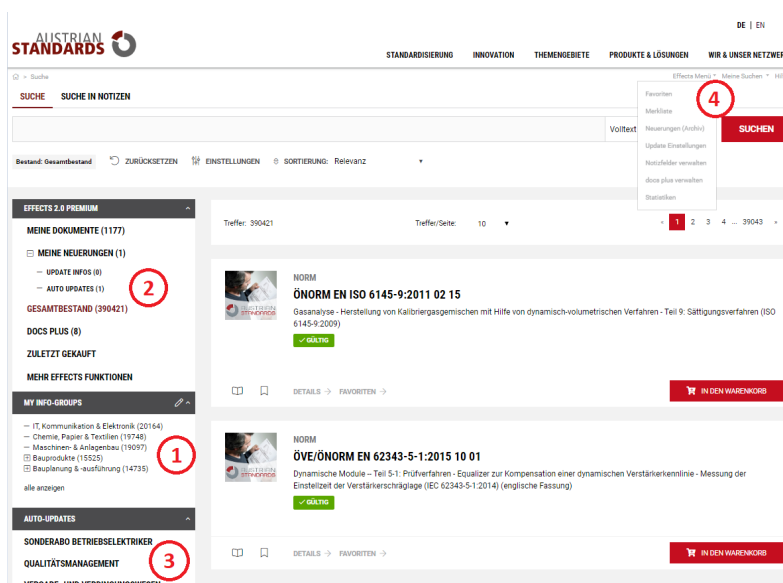 AUSTRIAN
STANDARDS
DE | EN
STANDARDISIERUNG INNOVATION THEMENGEBIETE PRODUKTE & LÖSUNGEN WIR & UNSER NETZWER
> Suche
Effects Menü Meine Suchen Hil
SUCHE SUCHE IN NOTIZEN
Favoriten
Merkliste
Neuerungen (Archiv)
Update Einstellungen
Notizfelder verwalten
docs plus verwalten
Statistiken
4
Volltext
SUCHEN
Bestand: Gesamtbestand ZURÜCKSETZEN EINSTELLUNGEN SORTIERUNG: Relevanz
EFFECTS 2.0 PREMIUM
MEINE DOKUMENTE (1177)
MEINE NEUERUNGEN (1)
— UPDATE INFOS (0)
— AUTO UPDATES (1)
2
GESAMTBESTAND (390421)
DOCS PLUS (8)
ZULETZT GEKAUFT
MEHR EFFECTS FUNKTIONEN
MY INFO-GROUPS
— IT, Kommunikation & Elektronik (20164)
— Chemie, Papier & Textilien (19748)
— Maschinen- & Anlagenbau (19097)
Bauprodukte (15525)
Bauplanung & -ausführung (14735)
1
alle anzeigen
AUTO-UPDATES
SONDERABO BETRIEBSELEKTRIKER
QUALITÄTSMANAGEMENT
3
VERGABE- UND VERDINGUNGSWESEN
Treffer: 390421 Treffer/Seite: 10 « 1 2 3 4 ... 39043 »
AUSTRIAN
STANDARDS
NORM
ÖNORM EN ISO 6145-9:2011 02 15
Gasanalyse - Herstellung von Kalibriergasgemischen mit Hilfe von dynamisch-volumetrischen Verfahren - Teil 9: Sättigungsverfahren (ISO
6145-9:2009)
✓ GÜLTIG
DETAILS → FAVORITEN →
IN DEN WARENKORB
AUSTRIAN
STANDARDS
NORM
ÖVE/ÖNORM EN 62343-5-1:2015 10 01
Dynamische Module – Teil 5-1: Prüfverfahren - Equalizer zur Kompensation einer dynamischen Verstärkerkennlinie - Messung der
Einstellzeit der Verstärkerschräglage (IEC 62343-5-1:2014) (englische Fassung)
✓ GÜLTIG
DETAILS → FAVORITEN →
IN DEN WARENKORB